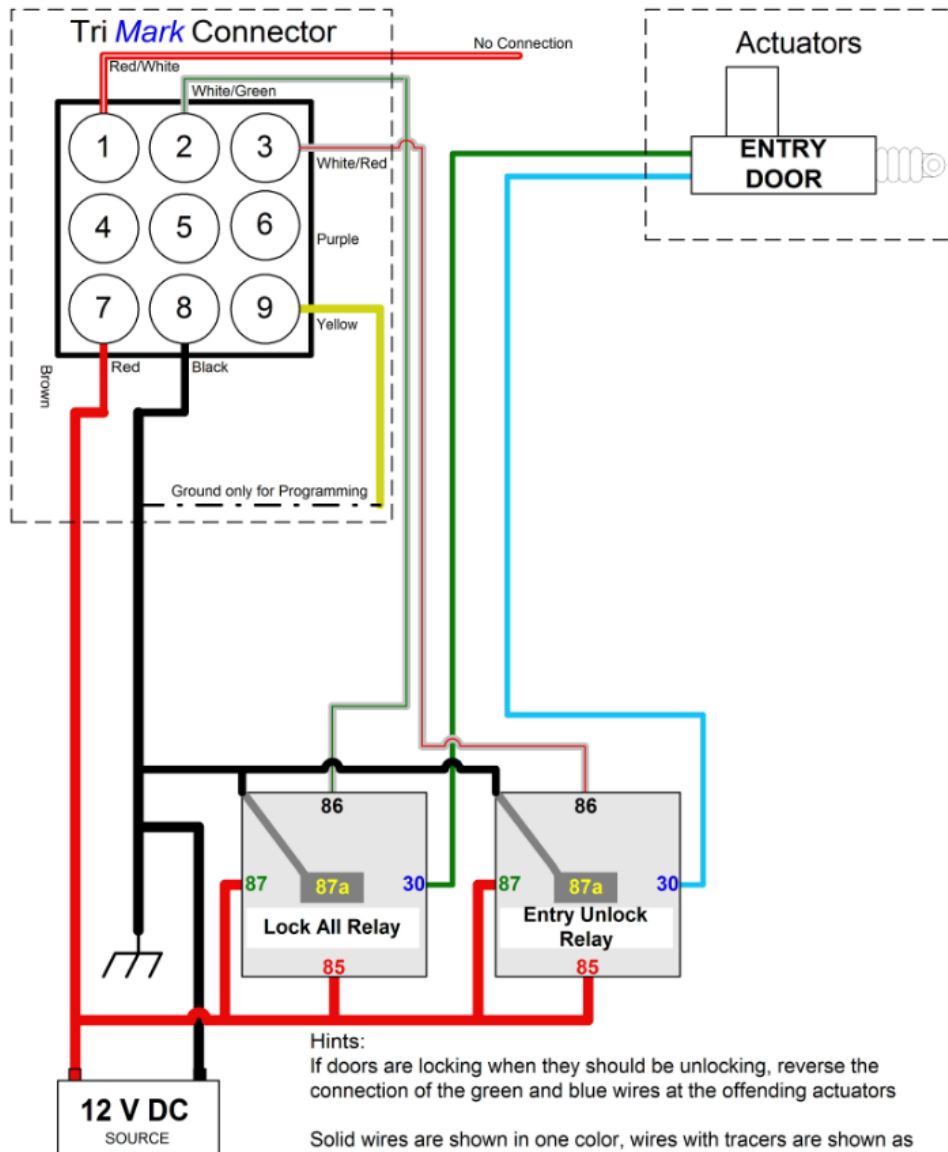 Tri Mark Connector
No Connection
Red/White
White/Green
1
2
3
White/Red
4
5
6
Purple
7
8
9
Yellow
Red
Black
Brown
Ground only for Programming
Actuators
ENTRY
DOOR
86
87
87a
30
Lock All Relay
85
86
87
87a
30
Entry Unlock
Relay
85
12 V DC
SOURCE
Hints:
If doors are locking when they should be unlocking, reverse the
connection of the green and blue wires at the offending actuators
Solid wires are shown in one color, wires with tracers are shown as